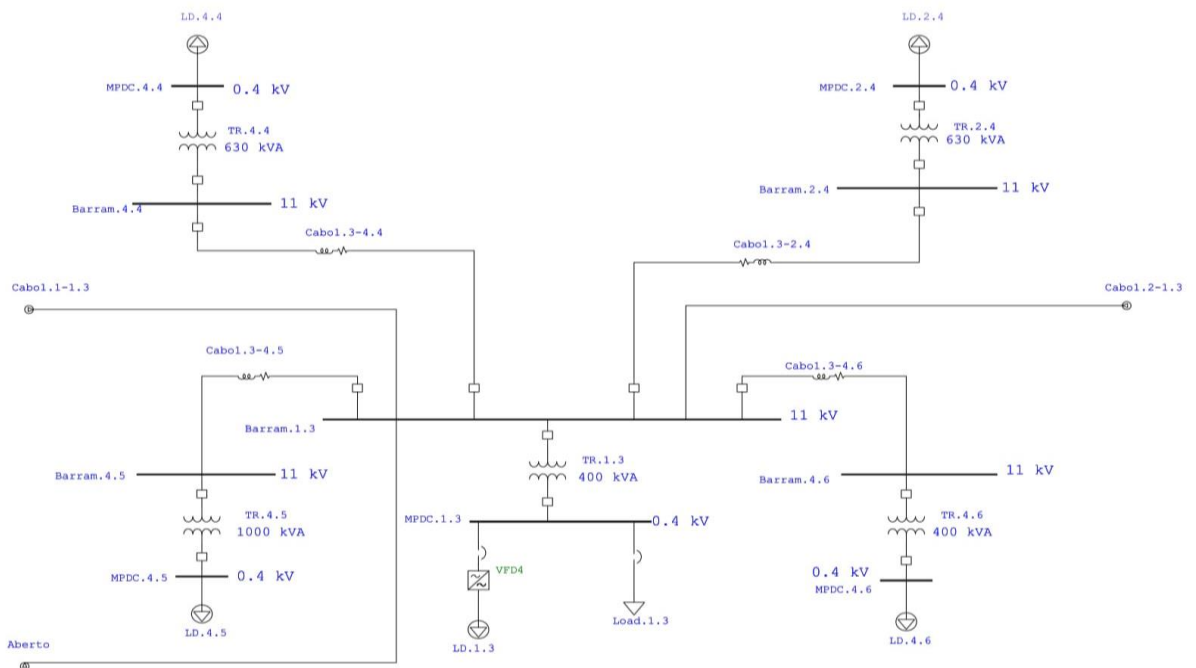 LD.4.4
LD.2.4
MPDC.4.4
0.4 kV
MPDC.2.4
0.4 kV
TR.4.4
630 kVA
TR.2.4
630 kVA
Barram.4.4
11 kV
Barram.2.4
11 kV
Cabo1.3-4.4
Cabo1.3-2.4
Cabo1.1-1.3
Cabo1.2-1.3
Cabo1.3-4.5
Cabo1.3-4.6
Barram.1.3
11 kV
Barram.4.5
11 kV
TR.1.3
400 kVA
Barram.4.6
11 kV
TR.4.5
1000 kVA
MPDC.1.3
0.4 kV
TR.4.6
400 kVA
MPDC.4.5
0.4 kV
VFD4
0.4 kV
MPDC.4.6
LD.4.5
LD.1.3
Load.1.3
LD.4.6
Aberto